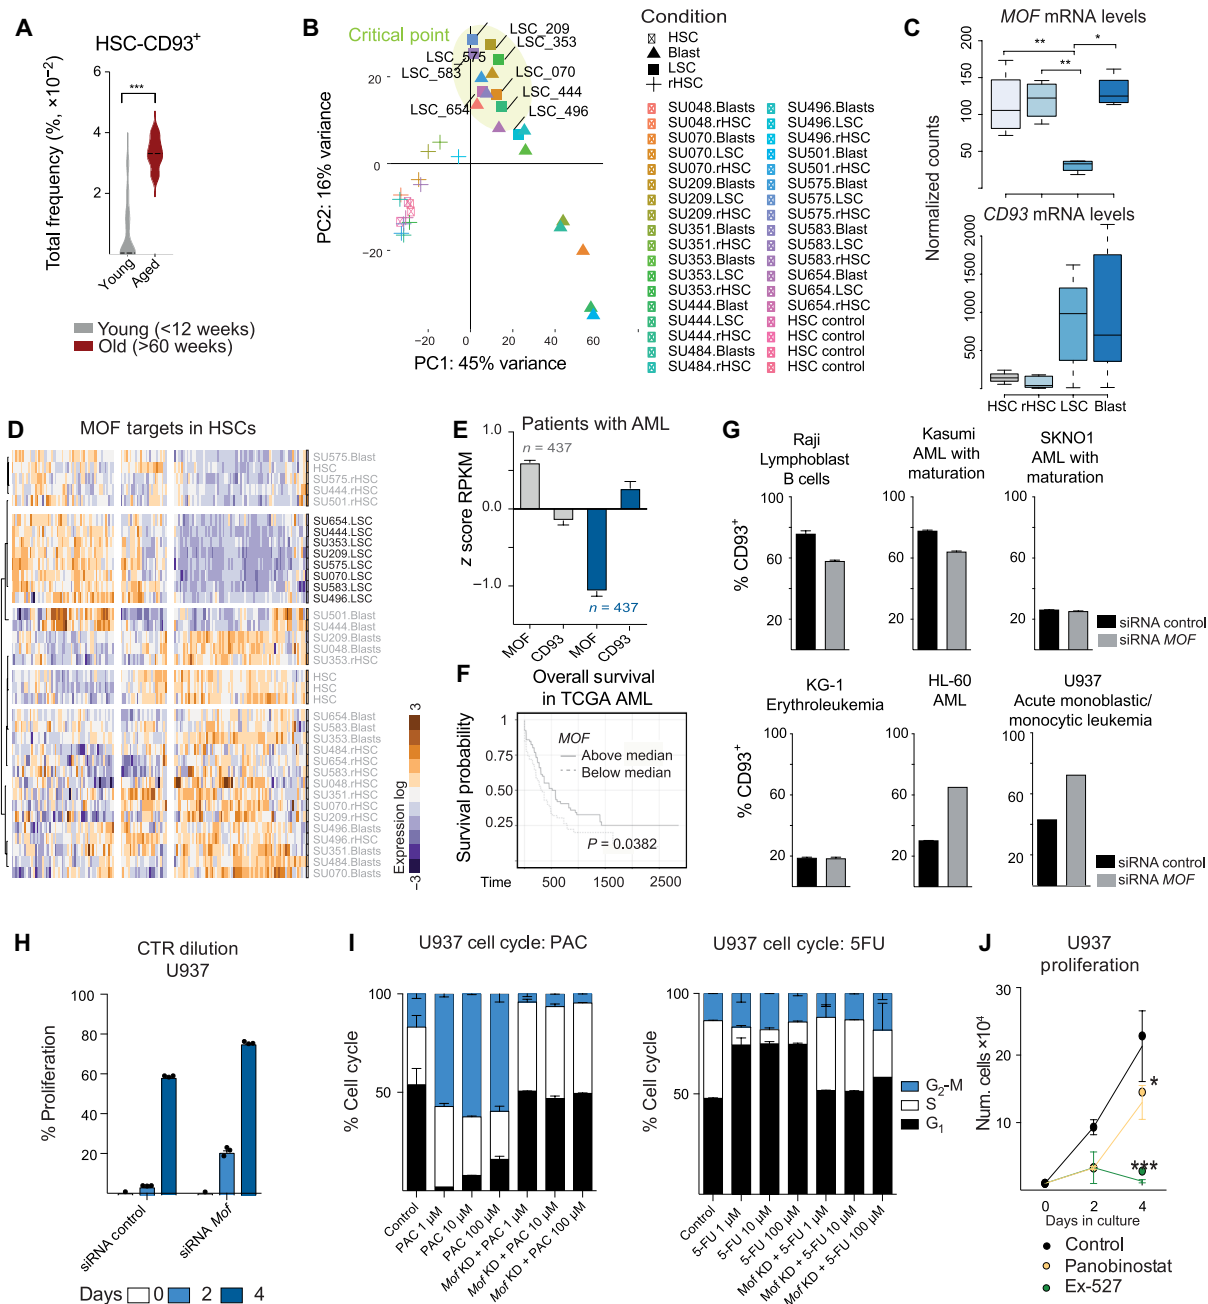 A
HSC-CD93+
Total frequency (%, ×10−2)
6
4
2
***
Young
Aged
Young (<12 weeks)
Old (>60 weeks)
B
Critical point
LSC_209
LSC_353
LSC_575
LSC_583
LSC_070
LSC_444
LSC_654
LSC_496
PC2: 16% variance
20
0
−20
−20
0
20
40
60
PC1: 45% variance
Condition
HSC
Blast
LSC
rHSC
SU048.Blasts
SU048.rHSC
SU070.Blasts
SU070.LSC
SU070.rHSC
SU209.Blasts
SU209.LSC
SU209.rHSC
SU351.Blasts
SU351.rHSC
SU353.Blasts
SU353.LSC
SU353.rHSC
SU444.Blast
SU444.LSC
SU444.rHSC
SU484.Blasts
SU484.rHSC
SU496.Blasts
SU496.LSC
SU496.rHSC
SU501.Blast
SU501.rHSC
SU575.Blast
SU575.LSC
SU575.rHSC
SU583.Blast
SU583.LSC
SU583.rHSC
SU654.Blast
SU654.LSC
SU654.rHSC
HSC control
HSC control
HSC control
HSC control
C
MOF mRNA levels
Normalized counts
200
150
100
50
**
*
**
CD93 mRNA levels
2000
1500
1000
500
HSC rHSC LSC Blast
D
MOF targets in HSCs
SU575.Blast
HSC
SU575.rHSC
SU444.rHSC
SU501.rHSC
SU654.LSC
SU444.LSC
SU353.LSC
SU209.LSC
SU575.LSC
SU070.LSC
SU583.LSC
SU496.LSC
SU501.Blast
SU444.Blast
SU209.Blasts
SU048.Blasts
SU353.rHSC
HSC
HSC
HSC
SU654.Blast
SU583.Blast
SU353.Blasts
SU484.rHSC
SU654.rHSC
SU583.rHSC
SU048.rHSC
SU351.rHSC
SU070.rHSC
SU209.rHSC
SU496.Blasts
SU496.rHSC
SU351.Blasts
SU484.Blasts
SU070.Blasts
Expression log
3
−3
E
Patients with AML
z score RPKM
1.0
0.0
−1.0
n = 437
n = 437
MOF
CD93
MOF
CD93
F
Overall survival
in TCGA AML
Survival probability
1
0.75
0.50
0.25
MOF
Above median
Below median
P = 0.0382
Time
500
1500
2500
G
Raji
Lymphoblast
B cells
Kasumi
AML with
maturation
SKNO1
AML with
maturation
% CD93+
100
60
20
100
60
20
100
60
20
siRNA control
siRNA MOF
KG-1
Erythroleukemia
HL-60
AML
U937
Acute monoblastic/
monocytic leukemia
% CD93+
100
60
20
100
60
20
100
60
20
siRNA control
siRNA MOF
H
CTR dilution
U937
% Proliferation
100
80
60
40
20
siRNA control
siRNA Mof
Days 0 2 4
I
U937 cell cycle: PAC
% Cell cycle
100
50
Control
PAC 1 µM
PAC 10 µM
PAC 100 µM
Mof KD + PAC 1 µM
Mof KD + PAC 10 µM
Mof KD + PAC 100 µM
U937 cell cycle: 5FU
% Cell cycle
100
50
Control
5-FU 1 µM
5-FU 10 µM
5-FU 100 µM
Mof KD + 5-FU 1 µM
Mof KD + 5-FU 10 µM
Mof KD + 5-FU 100 µM
G2-M
S
G1
J
U937
proliferation
Num. cells ×104
30
20
10
*
***
0
2
4
Days in culture
Control
Panobinostat
Ex-527